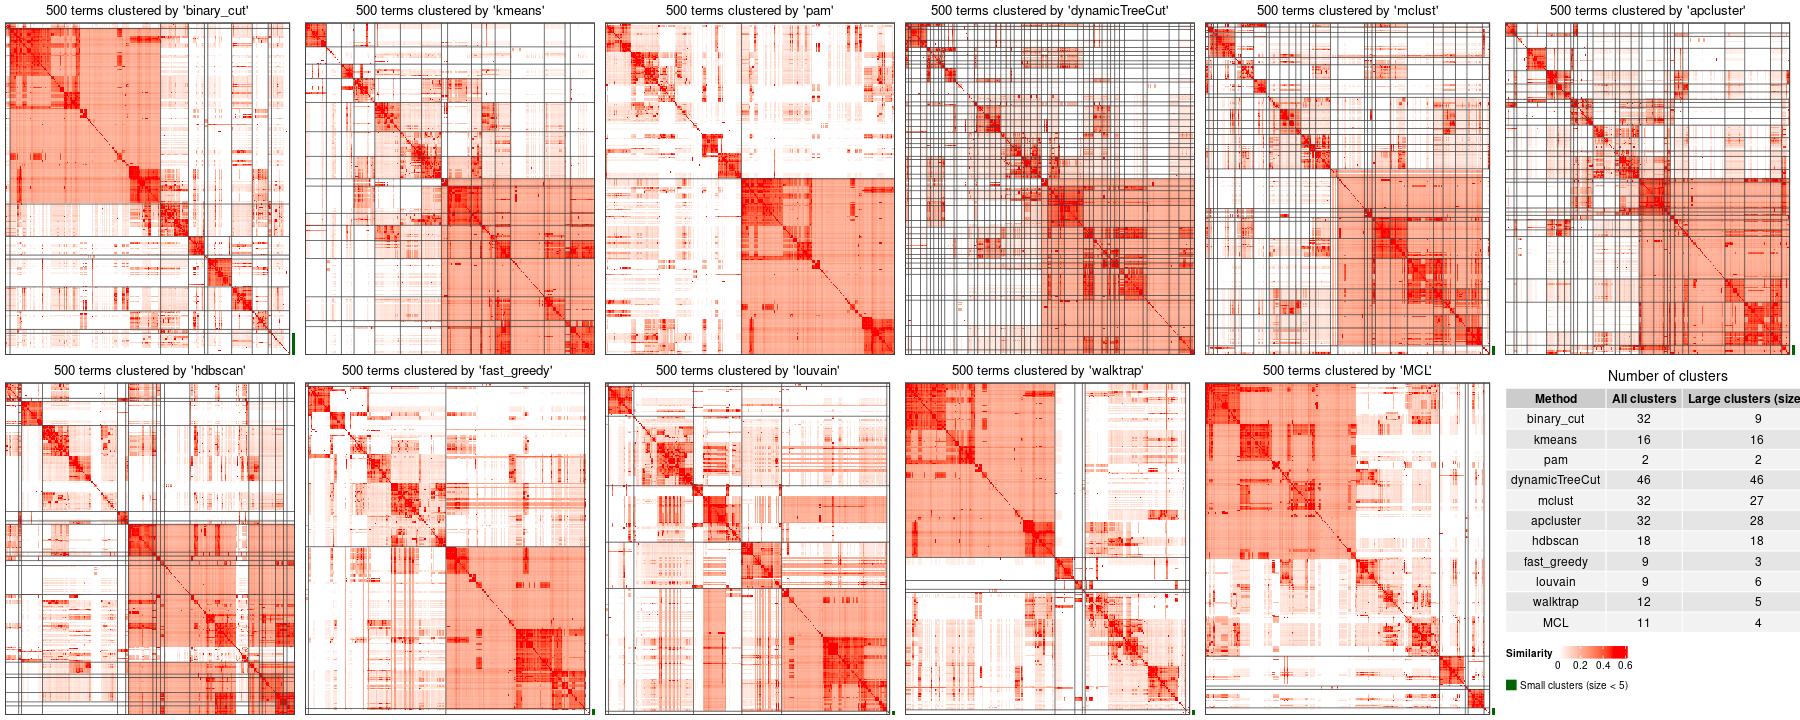 500 terms clustered by 'binary_cut'
500 terms clustered by 'kmeans'
500 terms clustered by 'pam'
500 terms clustered by 'dynamicTreeCut'
500 terms clustered by 'mclust'
500 terms clustered by 'apcluster'
500 terms clustered by 'hdbscan'
500 terms clustered by 'fast_greedy'
500 terms clustered by 'louvain'
500 terms clustered by 'walktrap'
500 terms clustered by 'MCL'
Number of clusters
Method All clusters Large clusters (size
binary_cut 32 9
kmeans 16 16
pam 2 2
dynamicTreeCut 46 46
mclust 32 27
apcluster 32 28
hdbscan 18 18
fast_greedy 9 3
louvain 9 6
walktrap 12 5
MCL 11 4
Similarity
0 0.2 0.4 0.6
Small clusters (size < 5)